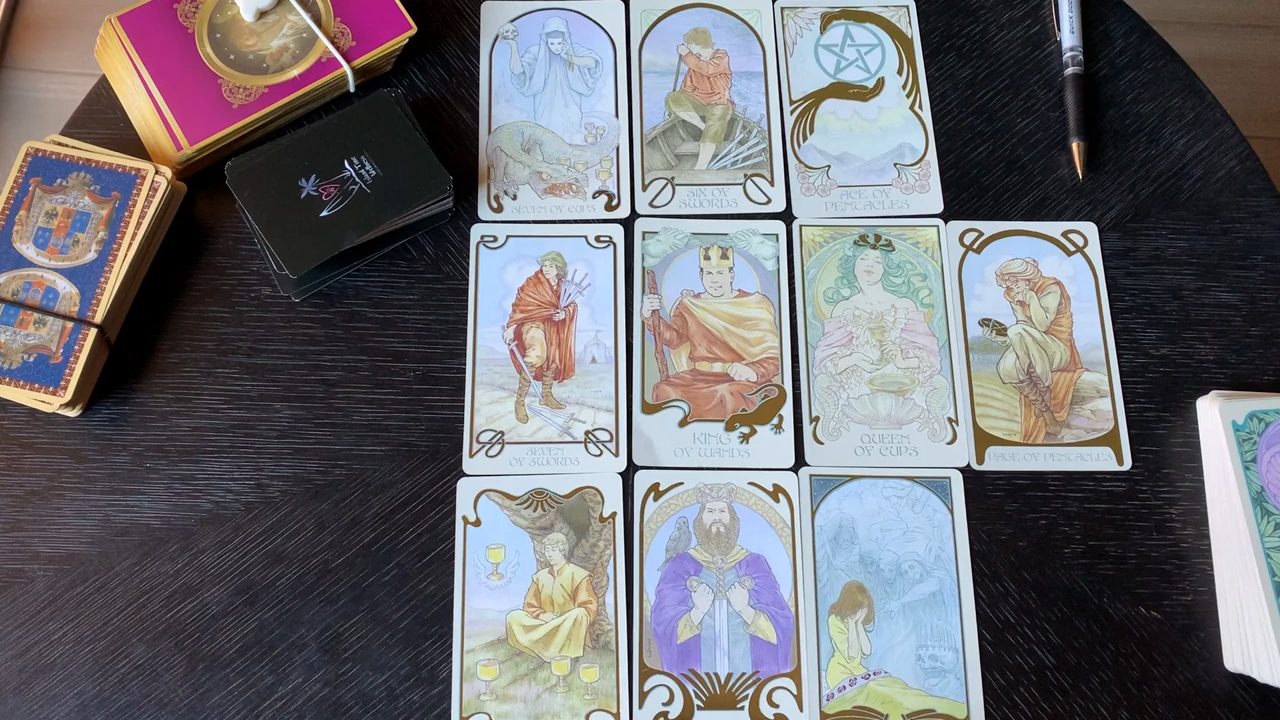 SEVEN OF CUPS
SIX OF
SWORDS
ACE OF
PENTACLES
SEVEN
OF SWORDS
KING
OF WANDS
QUEEN
OF CUPS
PAGE OF PENTACLES